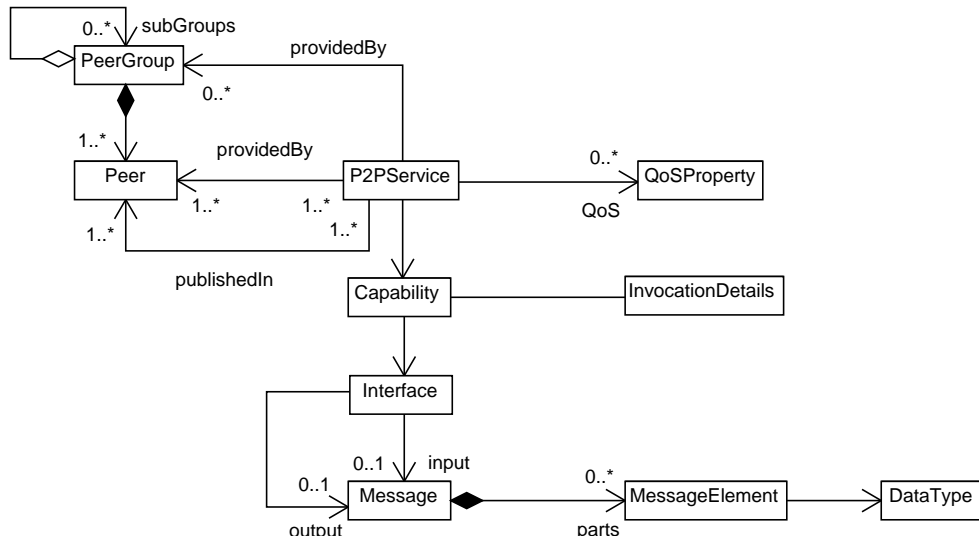 0..*
subGroups
PeerGroup
providedBy
0..*
1..*
providedBy
0..*
Peer
P2PService
QoSProperty
1..*
1..*
QoS
1..*
1..*
publishedIn
Capability
InvocationDetails
Interface
0..1
input
0..1
0..*
Message
MessageElement
DataType
output
parts